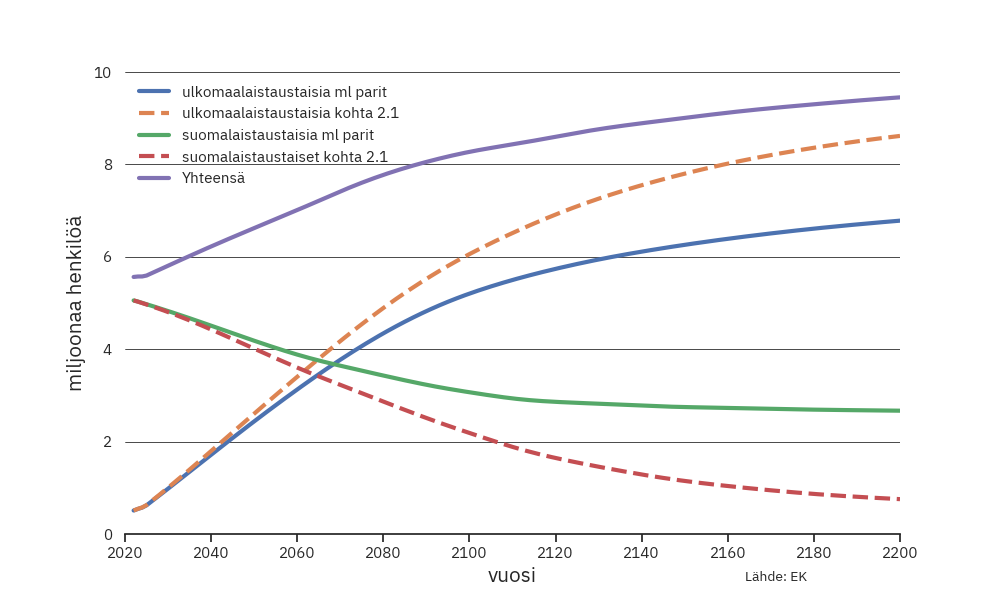 10
8
6
4
2
0
miljoonaa henkilöä
ulkomaalaistaustaisia ml parit
ulkomaalaistaustaisia kohta 2.1
suomalaistaustaisia ml parit
suomalaistaustaiset kohta 2.1
Yhteensä
2020 2040 2060 2080 2100 2120 2140 2160 2180 2200
vuosi
Lähde: EK